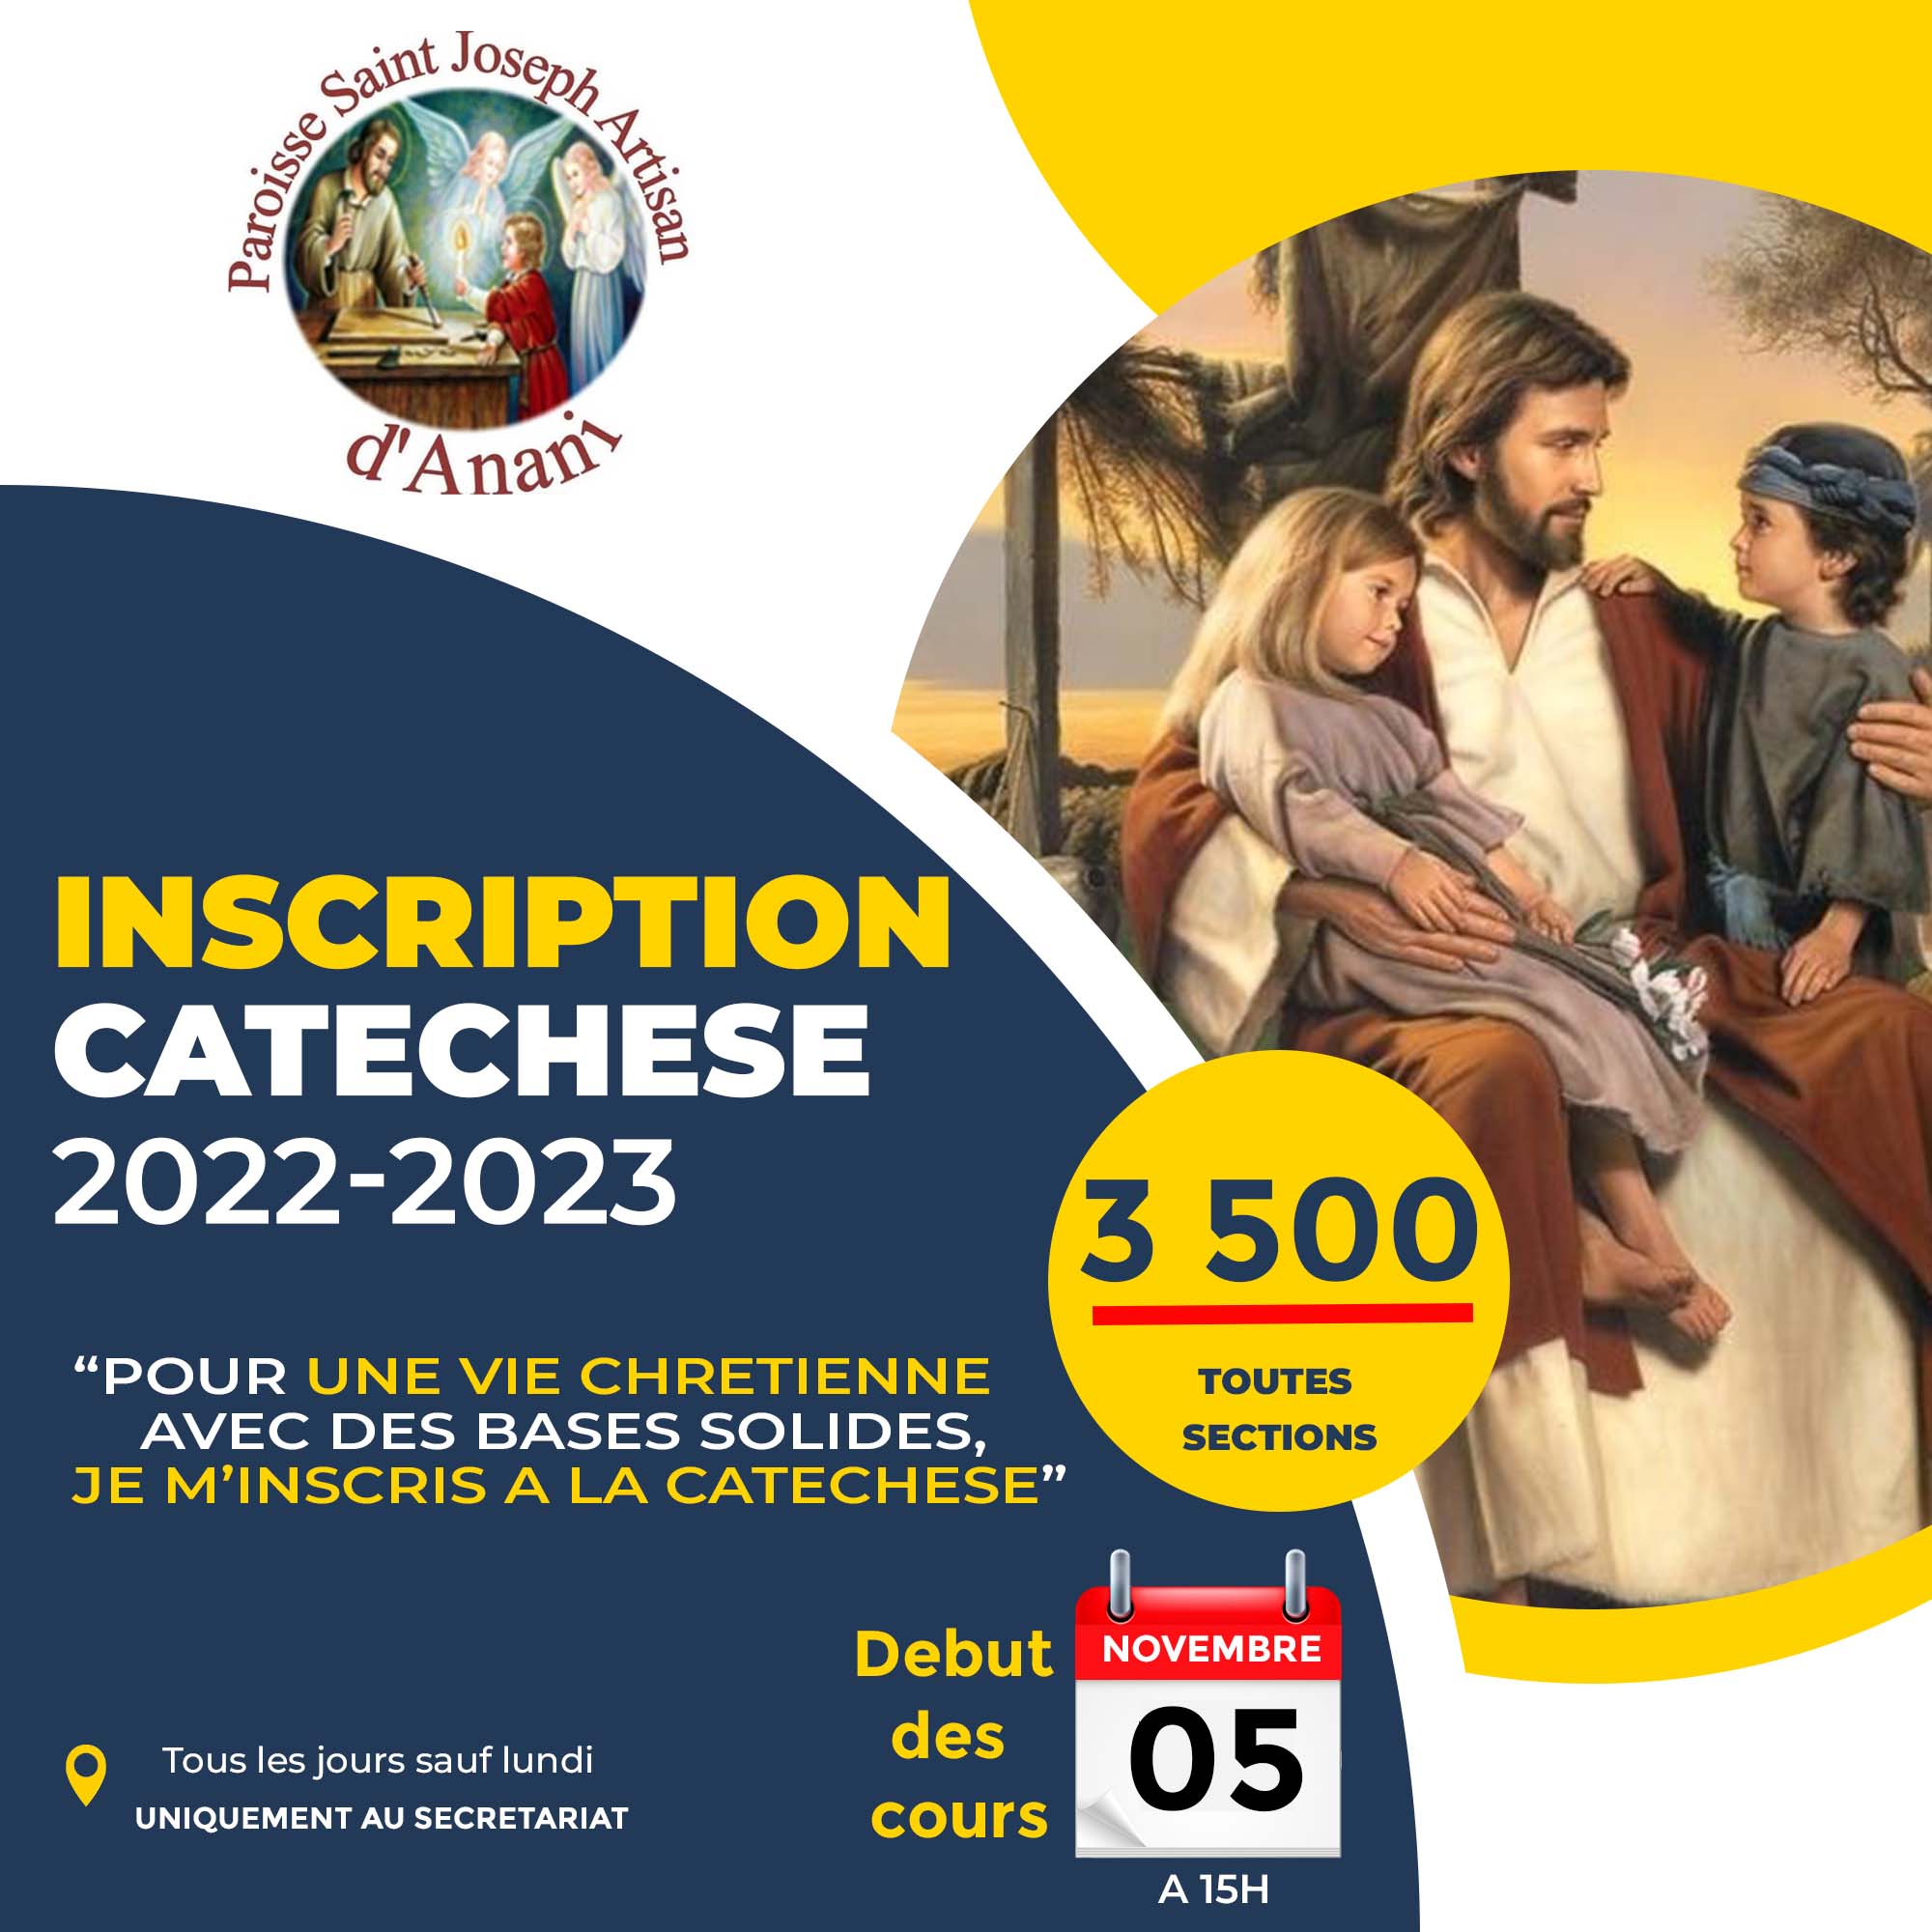 Paroisse Saint Joseph Artisan
d'Anani
INSCRIPTION
CATECHESE
2022-2023
3 500
TOUTES
SECTIONS
“POUR UNE VIE CHRETIENNE
AVEC DES BASES SOLIDES,
JE M’INSCRIS A LA CATECHESE”
Debut
des
cours
NOVEMBRE
05
A 15H
Tous les jours sauf lundi
UNIQUEMENT AU SECRETARIAT